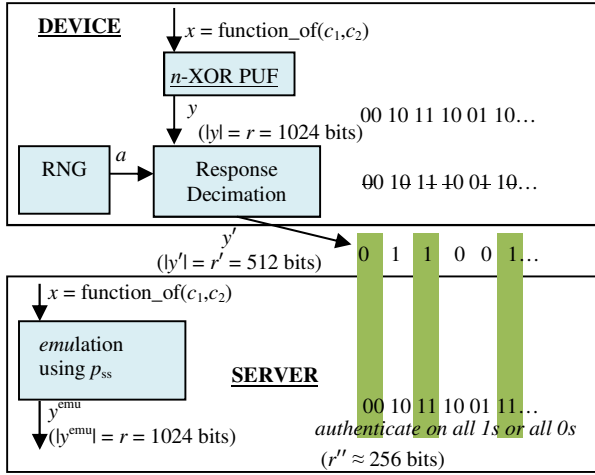 DEVICE
x = function_of(c1,c2)
n-XOR PUF
y
(|y| = r = 1024 bits)
00 10 11 10 01 10…
RNG
a
Response
Decimation
00 10 11 10 01 10…
y′
(|y′| = r′ = 512 bits)
0 1 1 0 0 1…
x = function_of(c1,c2)
emulation
using pss
SERVER
y^emu
(|y^emu| = r = 1024 bits)
00 10 11 10 01 11…
authenticate on all 1s or all 0s
(r″ ≈ 256 bits)